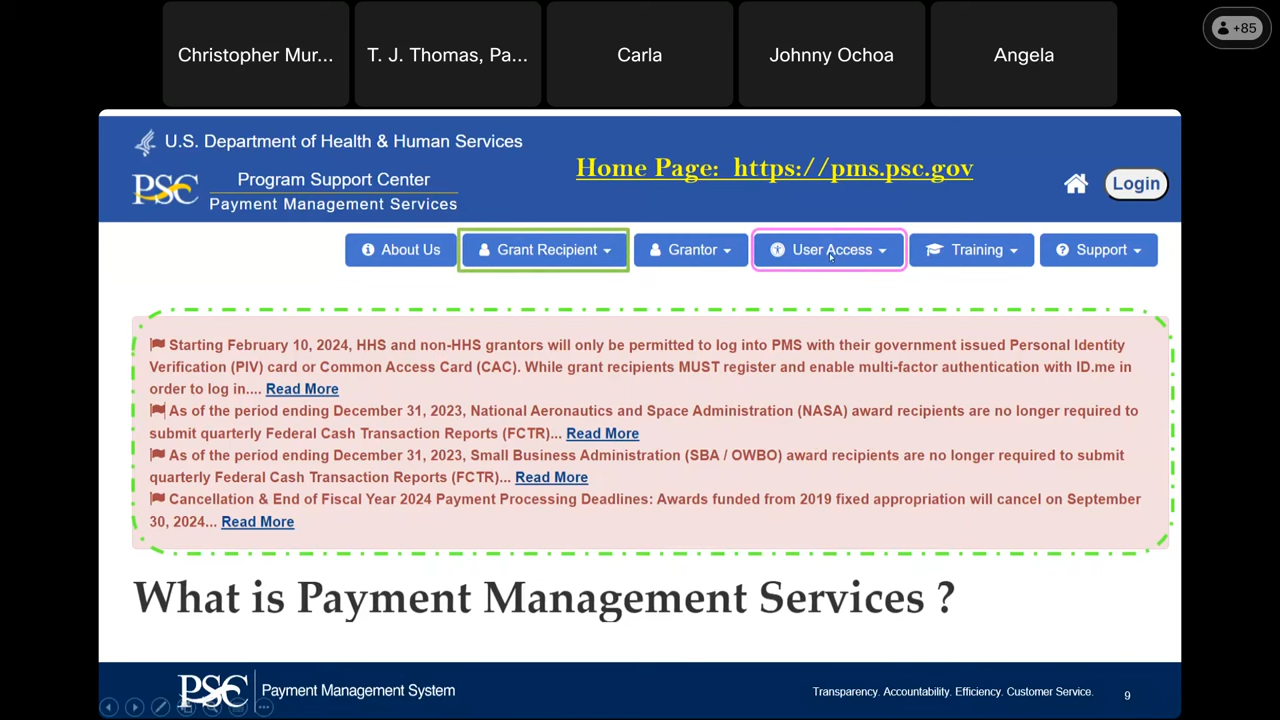 Christopher Mur...
T. J. Thomas, Pa...
Carla
Johnny Ochoa
Angela
+85
U.S. Department of Health & Human Services
PSC
Program Support Center
Payment Management Services
Home Page:  https://pms.psc.gov
Login
About Us
Grant Recipient
Grantor
User Access
Training
Support
Starting February 10, 2024, HHS and non-HHS grantors will only be permitted to log into PMS with their government issued Personal Identity
Verification (PIV) card or Common Access Card (CAC). While grant recipients MUST register and enable multi-factor authentication with ID.me in
order to log in.... Read More
As of the period ending December 31, 2023, National Aeronautics and Space Administration (NASA) award recipients are no longer required to
submit quarterly Federal Cash Transaction Reports (FCTR)... Read More
As of the period ending December 31, 2023, Small Business Administration (SBA / OWBO) award recipients are no longer required to submit
quarterly Federal Cash Transaction Reports (FCTR)... Read More
Cancellation & End of Fiscal Year 2024 Payment Processing Deadlines: Awards funded from 2019 fixed appropriation will cancel on September
30, 2024... Read More
What is Payment Management Services ?
PSC
Payment Management System
Transparency. Accountability. Efficiency. Customer Service.
9